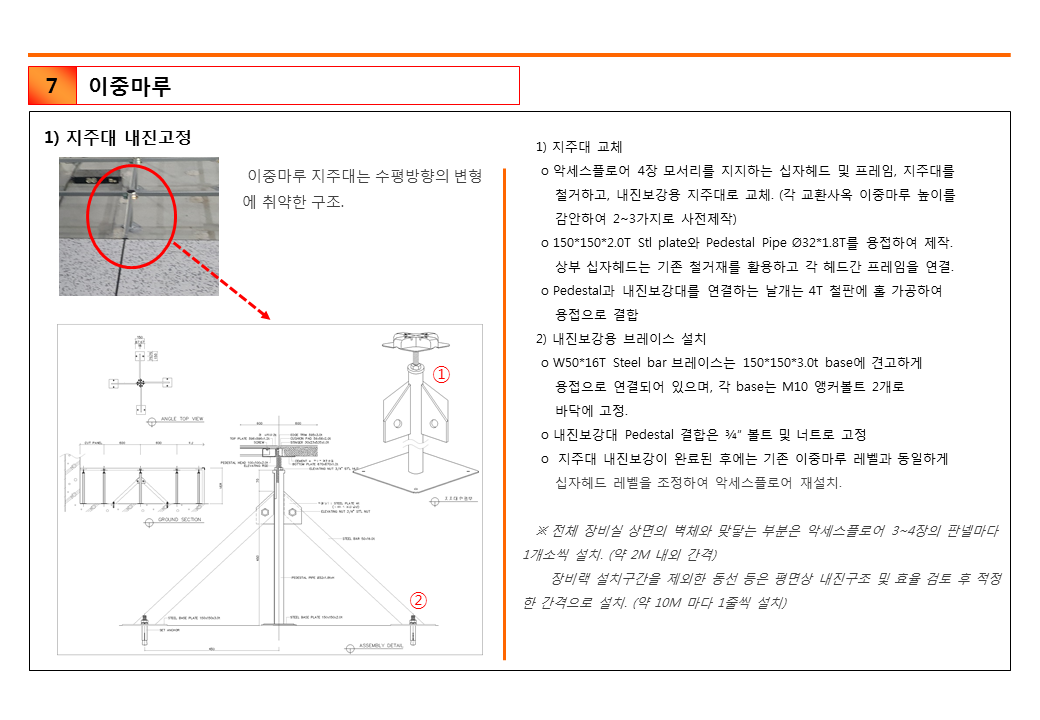 7 이중마루
1) 지주대 내진고정
이중마루 지주대는 수평방향의 변형
에 취약한 구조.
①
②
ANGLE TOP VIEW
GROUND SECTION
ASSEMBLY DETAIL
SCREW
STEEL BAR
SET ANCHOR
1) 지주대 교체
o 악세스플로어 4장 모서리를 지지하는 십자헤드 및 프레임, 지주대를
철거하고, 내진보강용 지주대로 교체. (각 교환사옥 이중마루 높이를
감안하여 2~3가지로 사전제작)
o 150*150*2.0T Stl plate와 Pedestal Pipe Ø32*1.8T를 용접하여 제작.
상부 십자헤드는 기존 철거재를 활용하고 각 헤드간 프레임을 연결.
o Pedestal과 내진보강대를 연결하는 날개는 4T 철판에 홀 가공하여
용접으로 결합
2) 내진보강용 브레이스 설치
o W50*16T Steel bar 브레이스는 150*150*3.0t base에 견고하게
용접으로 연결되어 있으며, 각 base는 M10 앵커볼트 2개로
바닥에 고정.
o 내진보강대 Pedestal 결합은 ¾” 볼트 및 너트로 고정
o 지주대 내진보강이 완료된 후에는 기존 이중마루 레벨과 동일하게
십자헤드 레벨을 조정하여 악세스플로어 재설치.
※ 전체 장비실 상면의 벽체와 맞닿는 부분은 악세스플로어 3~4장의 판넬마다
1개소씩 설치. (약 2M 내외 간격)
장비랙 설치구간을 제외한 동선 등은 평면상 내진구조 및 효율 검토 후 적정
한 간격으로 설치. (약 10M 마다 1줄씩 설치)